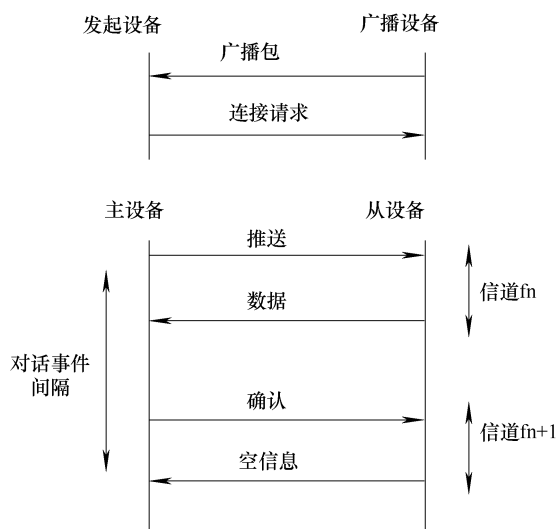 发起设备
广播设备
广播包
连接请求
主设备
从设备
推送
信道fn
数据
对话事件
间隔
确认
信道fn+1
空信息